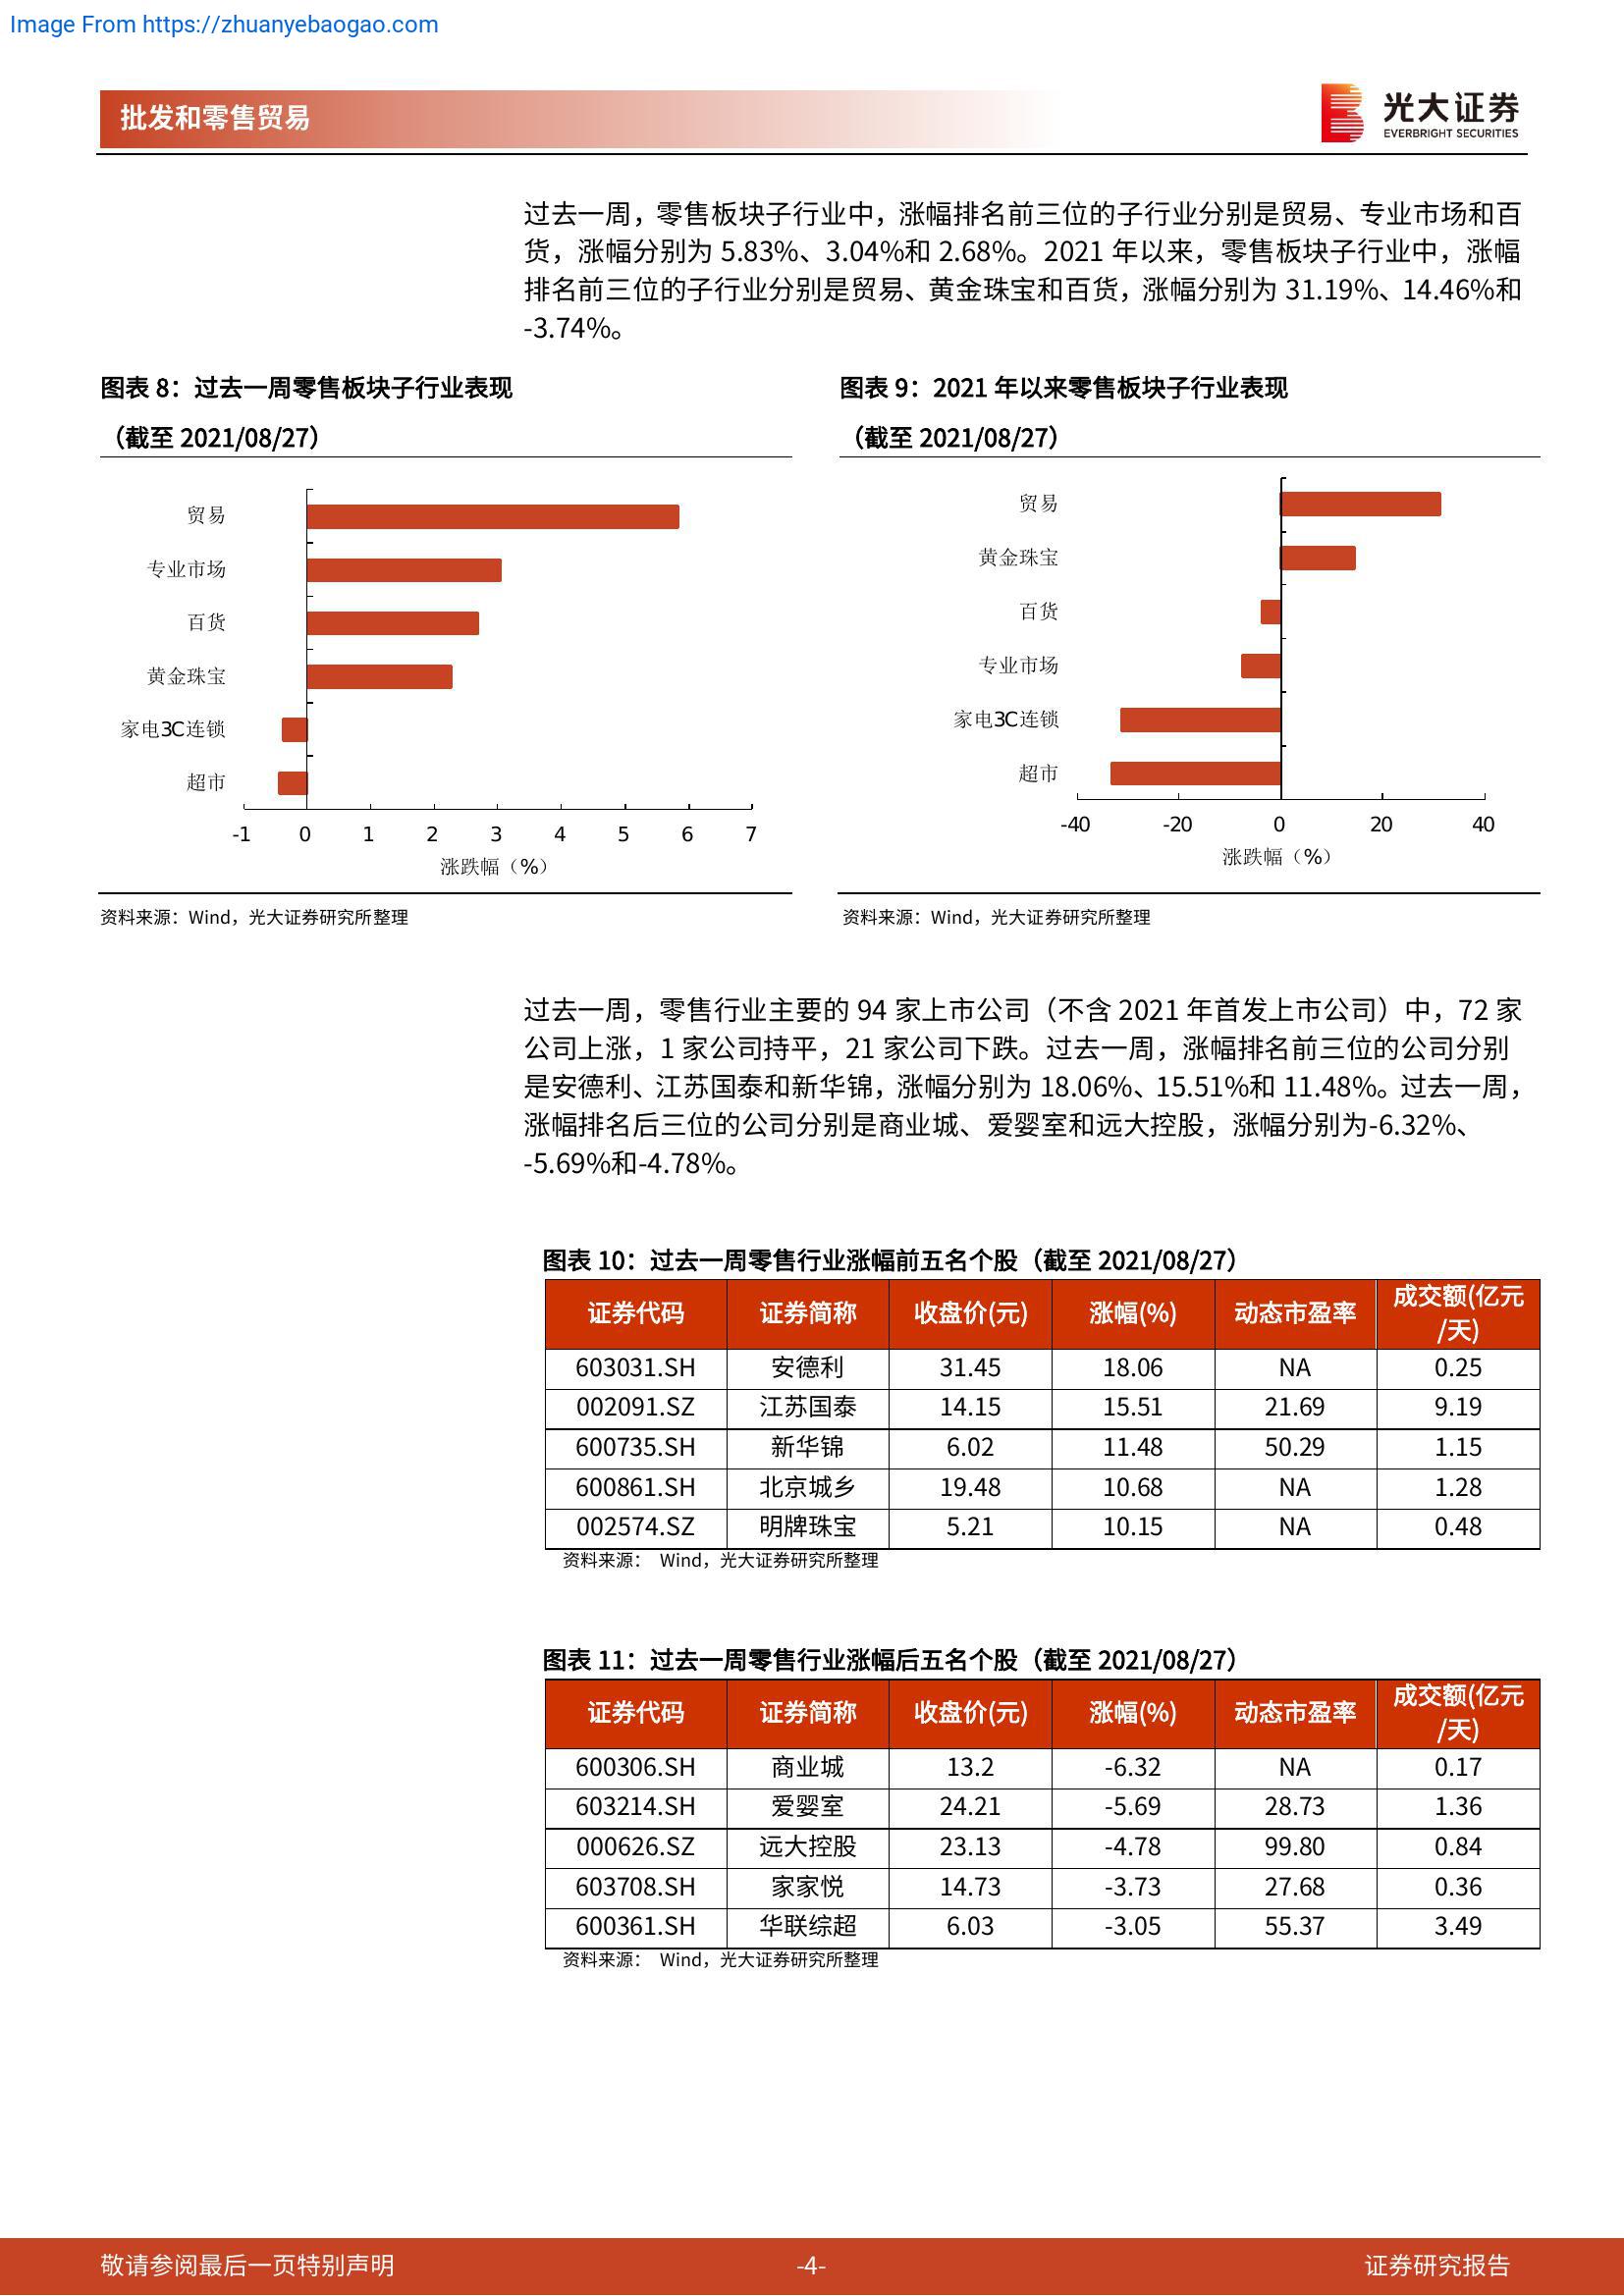 Image From https://zhuanyebaogao.com
批发和零售贸易
光大证券
EVERBRIGHT SECURITIES
过去一周，零售板块子行业中，涨幅排名前三位的子行业分别是贸易、专业市场和百
货，涨幅分别为 5.83%、3.04%和 2.68%。2021 年以来，零售板块子行业中，涨幅
排名前三位的子行业分别是贸易、黄金珠宝和百货，涨幅分别为 31.19%、14.46%和
-3.74%。
图表 8：过去一周零售板块子行业表现
（截至 2021/08/27）
贸易
专业市场
百货
黄金珠宝
家电3C连锁
超市
-1 0 1 2 3 4 5 6 7
涨跌幅（%）
资料来源：Wind，光大证券研究所整理
图表 9：2021 年以来零售板块子行业表现
（截至 2021/08/27）
贸易
黄金珠宝
百货
专业市场
家电3C连锁
超市
-40 -20 0 20 40
涨跌幅（%）
资料来源：Wind，光大证券研究所整理
过去一周，零售行业主要的 94 家上市公司（不含 2021 年首发上市公司）中，72 家
公司上涨，1 家公司持平，21 家公司下跌。过去一周，涨幅排名前三位的公司分别
是安德利、江苏国泰和新华锦，涨幅分别为 18.06%、15.51%和 11.48%。过去一周，
涨幅排名后三位的公司分别是商业城、爱婴室和远大控股，涨幅分别为-6.32%、
-5.69%和-4.78%。
图表 10：过去一周零售行业涨幅前五名个股（截至 2021/08/27）
证券代码 证券简称 收盘价(元) 涨幅(%) 动态市盈率 成交额(亿元
/天)
603031.SH 安德利 31.45 18.06 NA 0.25
002091.SZ 江苏国泰 14.15 15.51 21.69 9.19
600735.SH 新华锦 6.02 11.48 50.29 1.15
600861.SH 北京城乡 19.48 10.68 NA 1.28
002574.SZ 明牌珠宝 5.21 10.15 NA 0.48
资料来源： Wind，光大证券研究所整理
图表 11：过去一周零售行业涨幅后五名个股（截至 2021/08/27）
证券代码 证券简称 收盘价(元) 涨幅(%) 动态市盈率 成交额(亿元
/天)
600306.SH 商业城 13.2 -6.32 NA 0.17
603214.SH 爱婴室 24.21 -5.69 28.73 1.36
000626.SZ 远大控股 23.13 -4.78 99.80 0.84
603708.SH 家家悦 14.73 -3.73 27.68 0.36
600361.SH 华联综超 6.03 -3.05 55.37 3.49
资料来源： Wind，光大证券研究所整理
敬请参阅最后一页特别声明 -4- 证券研究报告